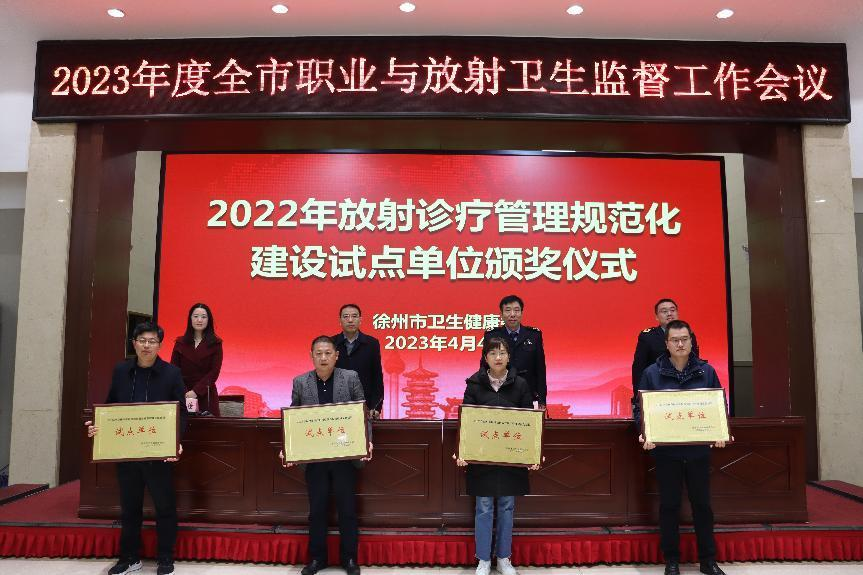 2023年度全市职业与放射卫生监督工作会议
2022年放射诊疗管理规范化
建设试点单位颁奖仪式
徐州市卫生健康
2023年4月4
试点单位
试点单位
试点单位
试点单位